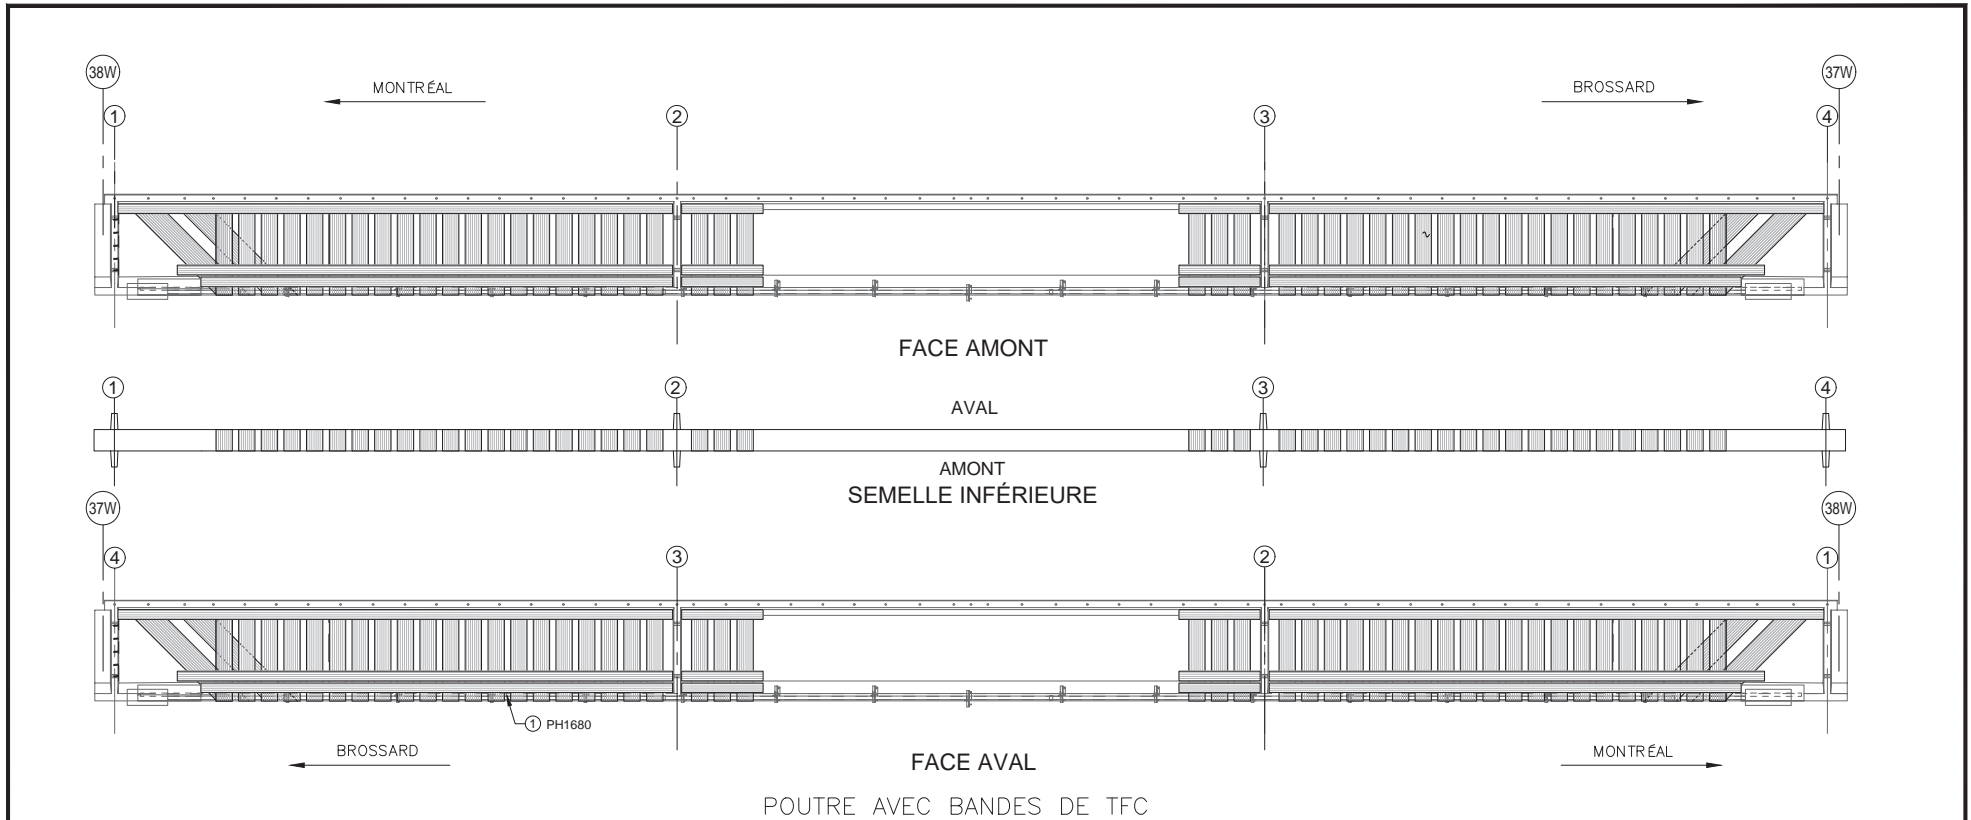 38W
37W
MONTRÉAL
BROSSARD
1
2
3
4
FACE AMONT
1
2
3
4
AVAL
AMONT
SEMELLE INFÉRIEURE
37W
38W
4
3
2
1
1 PH1680
BROSSARD
MONTRÉAL
FACE AVAL
POUTRE AVEC BANDES DE TFC